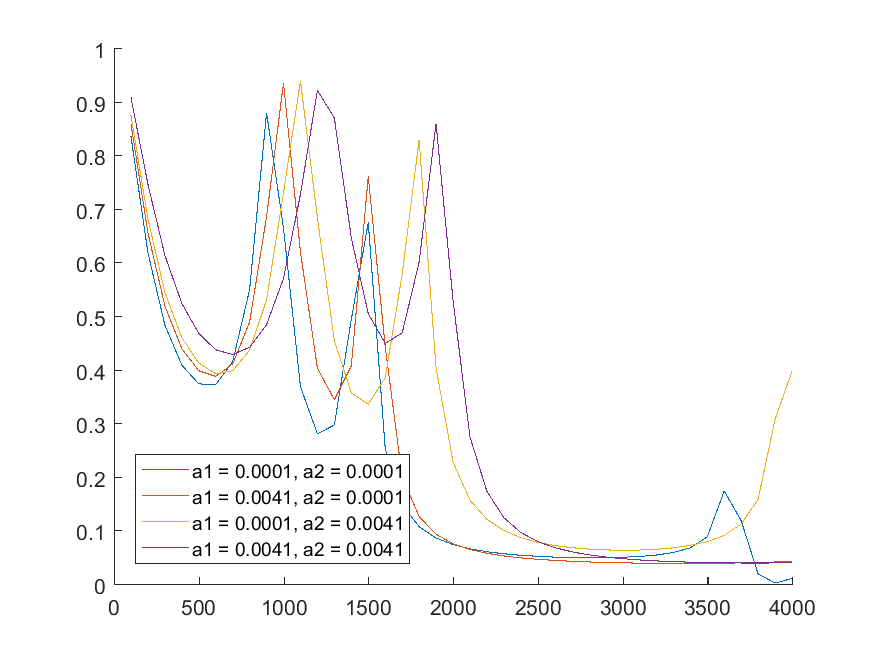 1
0.9
0.8
0.7
0.6
0.5
0.4
0.3
0.2
0.1
0
a1 = 0.0001, a2 = 0.0001
a1 = 0.0041, a2 = 0.0001
a1 = 0.0001, a2 = 0.0041
a1 = 0.0041, a2 = 0.0041
0 500 1000 1500 2000 2500 3000 3500 4000